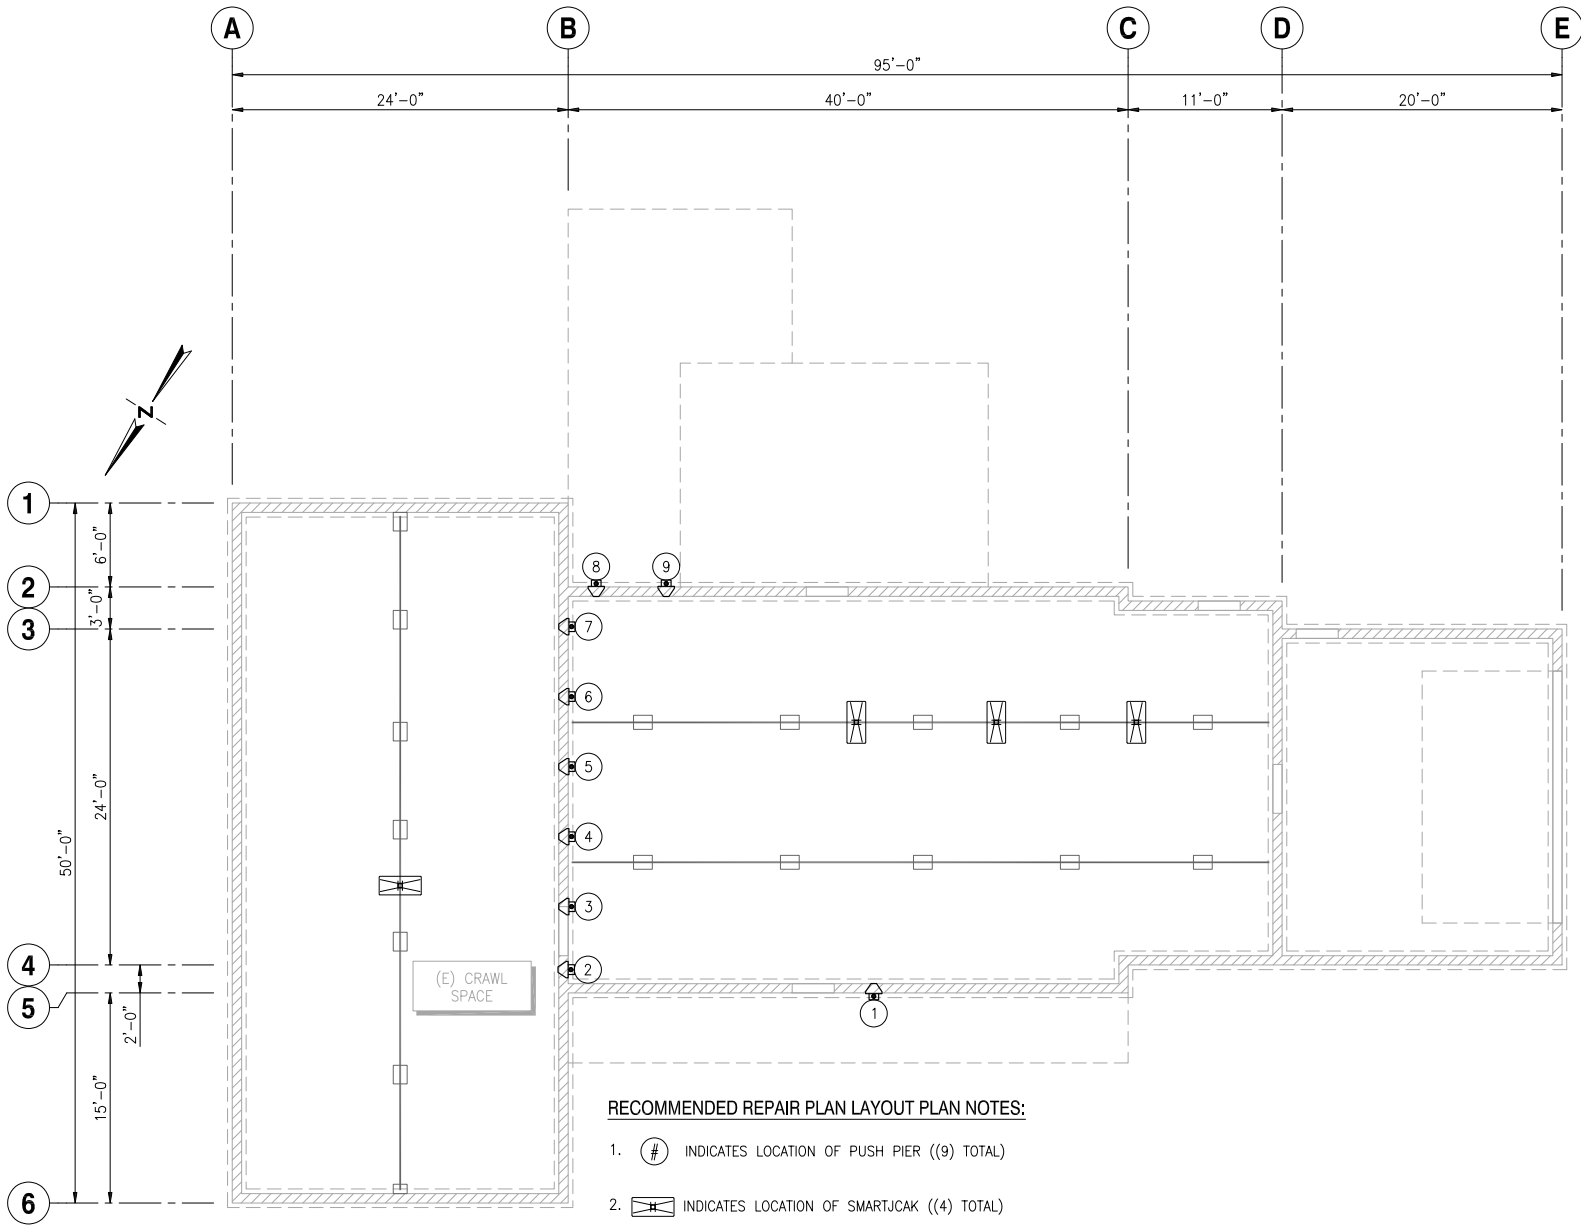 A B C D E
95'-0"
24'-0" 40'-0" 11'-0" 20'-0"
N
1
6'-0"
2
3'-0"
3
24'-0"
50'-0"
4
5
2'-0"
15'-0"
6
8 9
7
6
5
4
3
2
1
(E) CRAWL
SPACE
RECOMMENDED REPAIR PLAN LAYOUT PLAN NOTES:
1. # INDICATES LOCATION OF PUSH PIER ((9) TOTAL)
2. INDICATES LOCATION OF SMARTJCAK ((4) TOTAL)